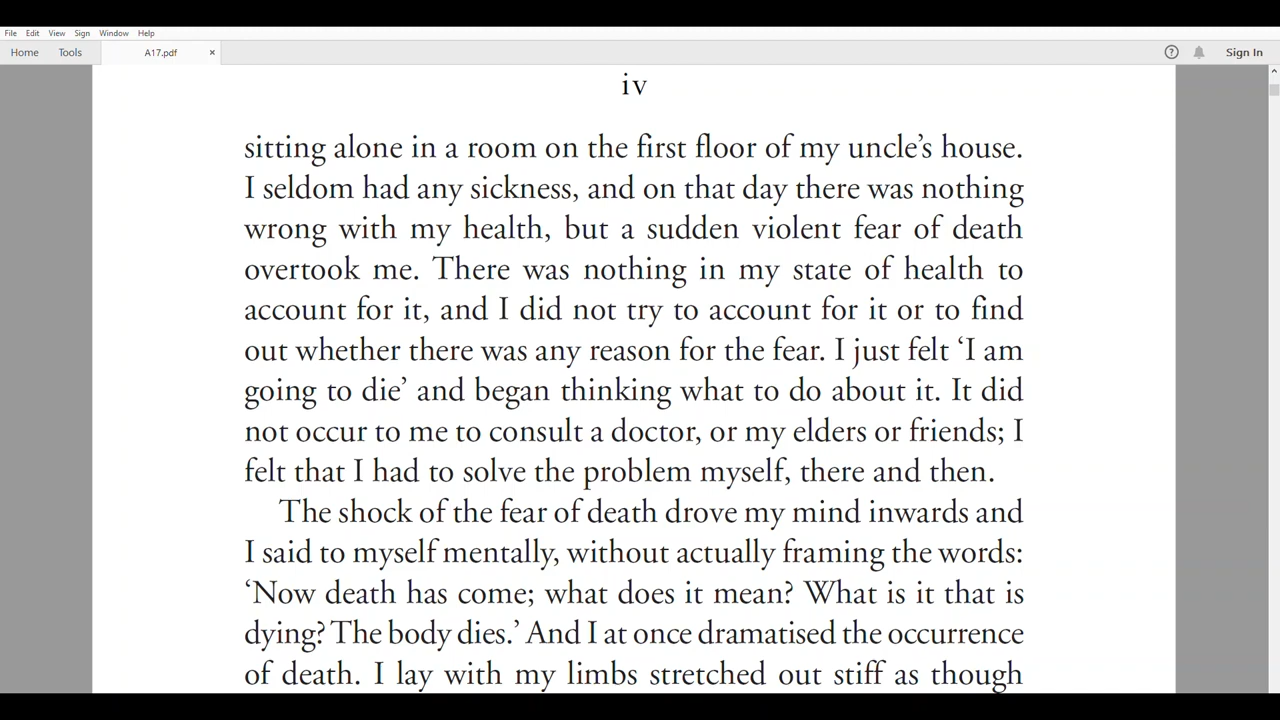 File Edit View Sign Window Help
Home Tools A17.pdf × ? Sign In
iv
sitting alone in a room on the first floor of my uncle’s house.
I seldom had any sickness, and on that day there was nothing
wrong with my health, but a sudden violent fear of death
overtook me. There was nothing in my state of health to
account for it, and I did not try to account for it or to find
out whether there was any reason for the fear. I just felt ‘I am
going to die’ and began thinking what to do about it. It did
not occur to me to consult a doctor, or my elders or friends; I
felt that I had to solve the problem myself, there and then.
The shock of the fear of death drove my mind inwards and
I said to myself mentally, without actually framing the words:
‘Now death has come; what does it mean? What is it that is
dying? The body dies.’ And I at once dramatised the occurrence
of death. I lay with my limbs stretched out stiff as though